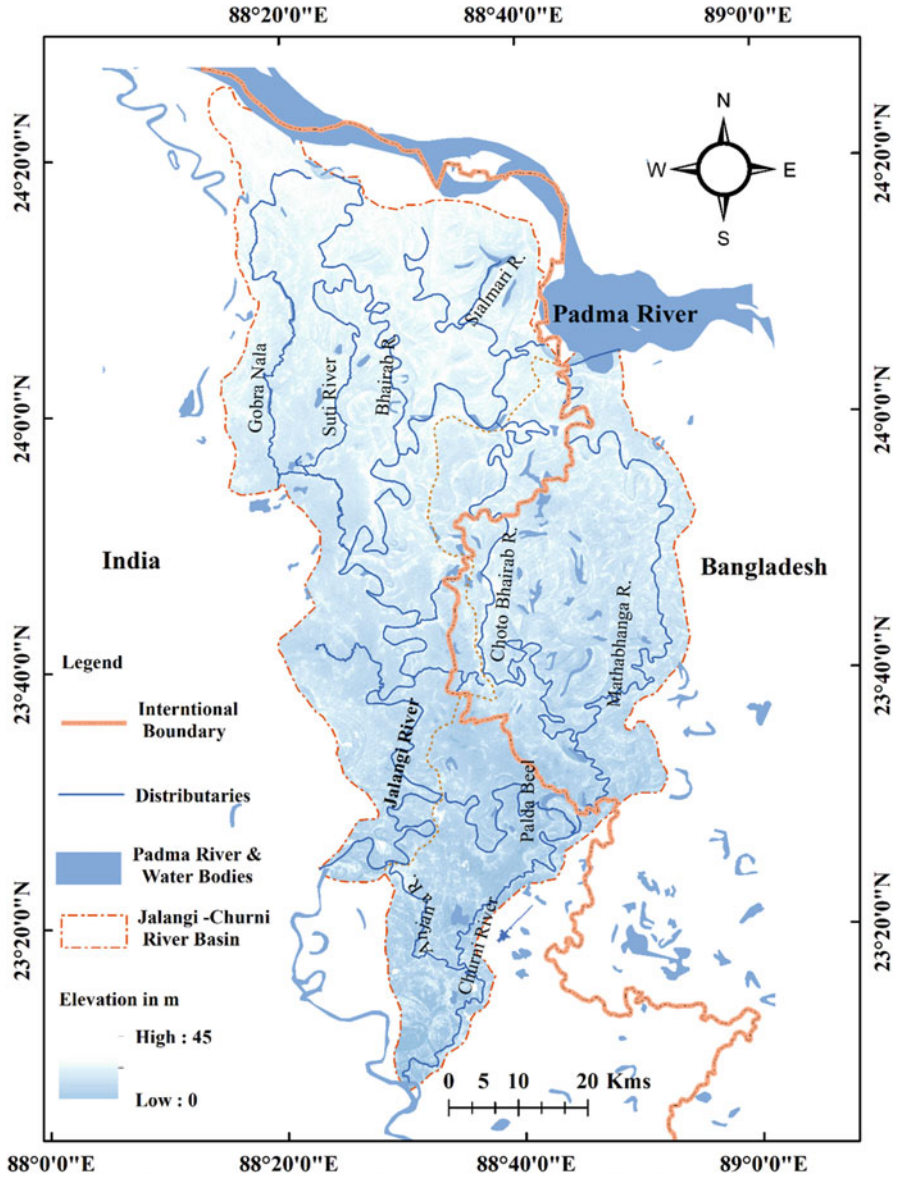 88°20'0"E 88°40'0"E 89°0'0"E
24°20'0"N
24°20'0"N
N
W E
S
Sialmari R.
Padma River
Gobra Nala
Suti River
Bhairab R.
24°0'0"N
24°0'0"N
India
Bangladesh
Choto Bhairab R.
Mathabhanga R.
Legend
23°40'0"N
23°40'0"N
Interntional
Boundary
Jalangi River
Distributaries
Palda Beel
Padma River &
Water Bodies
Anjana R.
Churni River
23°20'0"N
23°20'0"N
Jalangi -Churni
River Basin
Elevation in m
High : 45
Low : 0
0 5 10 20 Kms
88°0'0"E 88°20'0"E 88°40'0"E 89°0'0"E